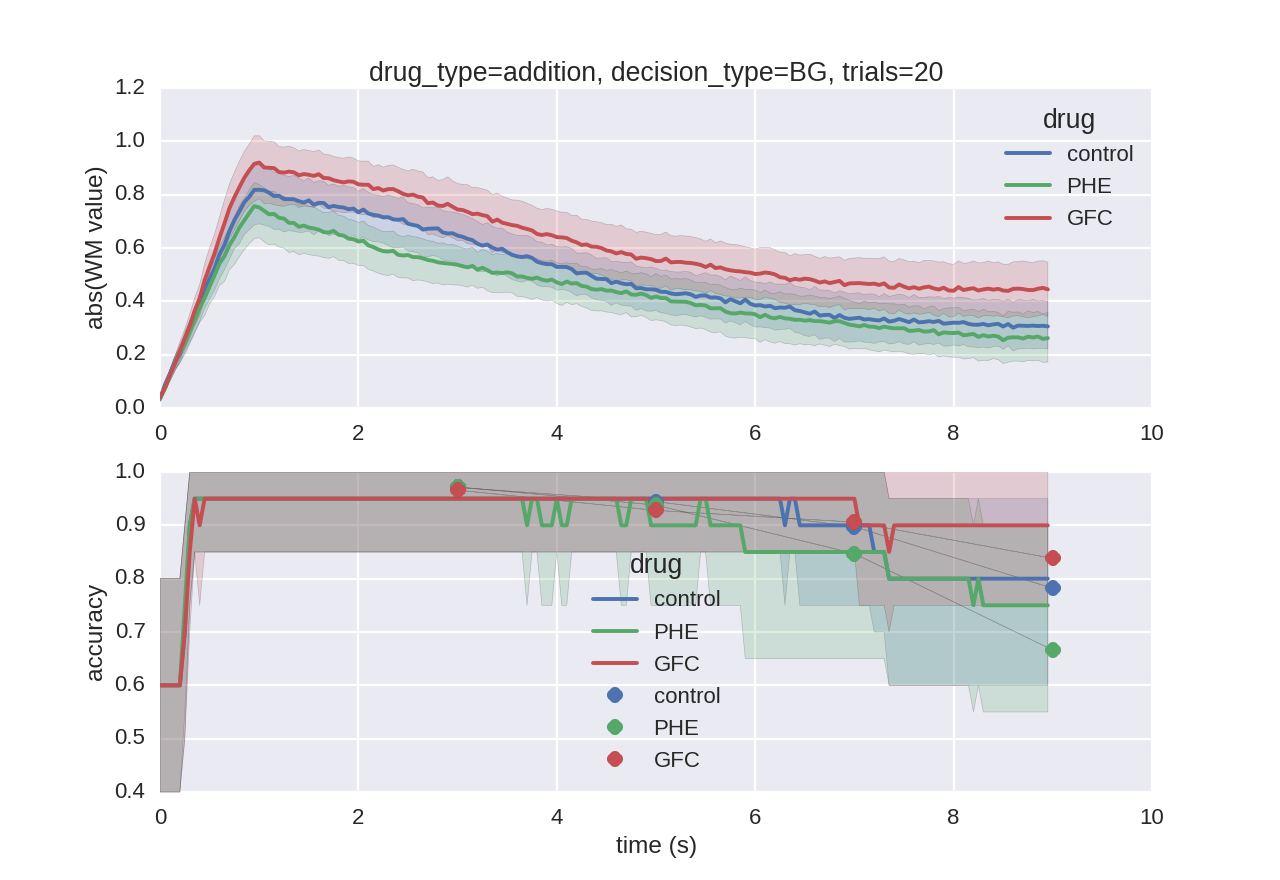 drug_type=addition, decision_type=BG, trials=20
1.2
1.0
0.8
0.6
0.4
0.2
0.0
abs(WM value)
drug
control
PHE
GFC
0 2 4 6 8 10
1.0
0.9
0.8
0.7
0.6
0.5
0.4
accuracy
drug
control
PHE
GFC
control
PHE
GFC
0 2 4 6 8 10
time (s)